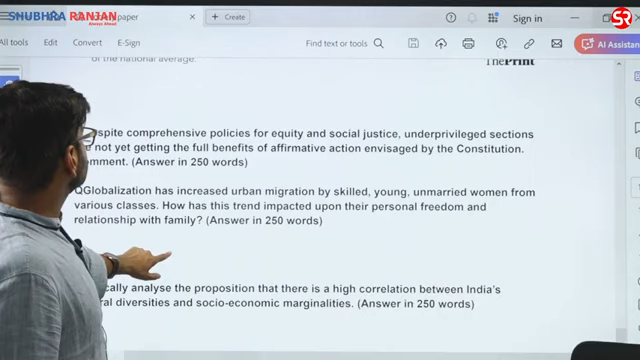 SHUBHRA RANJAN
Always Ahead
paper
+ Create
Sign in
All tools Edit Convert E-Sign
Find text or tools
AI Assistan
SR
of the national average.
ThePrint
espite comprehensive policies for equity and social justice, underprivileged sections
not yet getting the full benefits of affirmative action envisaged by the Constitution.
omment. (Answer in 250 words)
QGlobalization has increased urban migration by skilled, young, unmarried women from
various classes. How has this trend impacted upon their personal freedom and
relationship with family? (Answer in 250 words)
ically analyse the proposition that there is a high correlation between India's
ral diversities and socio-economic marginalities. (Answer in 250 words)